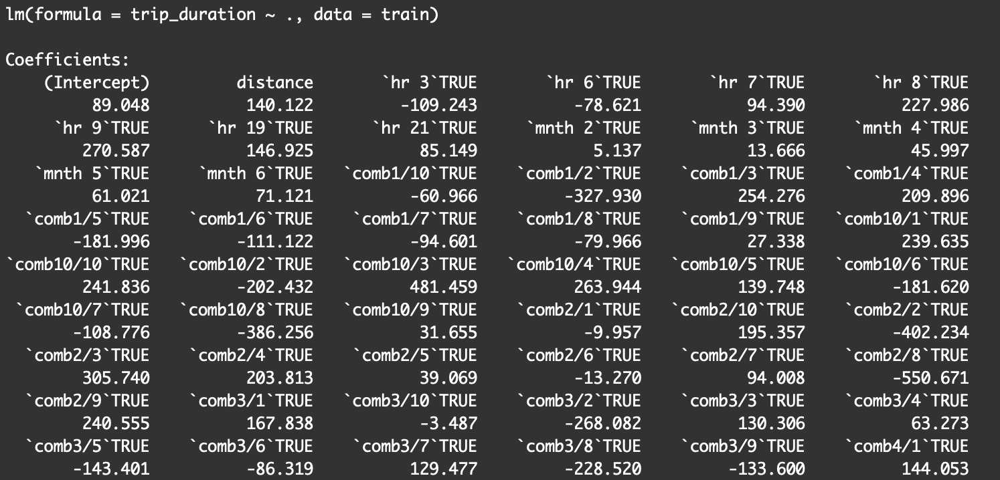 lm(formula = trip_duration ~ ., data = train)
Coefficients:
(Intercept) distance `hr 3`TRUE `hr 6`TRUE `hr 7`TRUE `hr 8`TRUE
89.048 140.122 -109.243 -78.621 94.390 227.986
`hr 9`TRUE `hr 19`TRUE `hr 21`TRUE `mnth 2`TRUE `mnth 3`TRUE `mnth 4`TRUE
270.587 146.925 85.149 5.137 13.666 45.997
`mnth 5`TRUE `mnth 6`TRUE `comb1/10`TRUE `comb1/2`TRUE `comb1/3`TRUE `comb1/4`TRUE
61.021 71.121 -60.966 -327.930 254.276 209.896
`comb1/5`TRUE `comb1/6`TRUE `comb1/7`TRUE `comb1/8`TRUE `comb1/9`TRUE `comb10/1`TRUE
-181.996 -111.122 -94.601 -79.966 27.338 239.635
`comb10/10`TRUE `comb10/2`TRUE `comb10/3`TRUE `comb10/4`TRUE `comb10/5`TRUE `comb10/6`TRUE
241.836 -202.432 481.459 263.944 139.748 -181.620
`comb10/7`TRUE `comb10/8`TRUE `comb10/9`TRUE `comb2/1`TRUE `comb2/10`TRUE `comb2/2`TRUE
-108.776 -386.256 31.655 -9.957 195.357 -402.234
`comb2/3`TRUE `comb2/4`TRUE `comb2/5`TRUE `comb2/6`TRUE `comb2/7`TRUE `comb2/8`TRUE
305.740 203.813 39.069 -13.270 94.008 -550.671
`comb2/9`TRUE `comb3/1`TRUE `comb3/10`TRUE `comb3/2`TRUE `comb3/3`TRUE `comb3/4`TRUE
240.555 167.838 -3.487 -268.082 130.306 63.273
`comb3/5`TRUE `comb3/6`TRUE `comb3/7`TRUE `comb3/8`TRUE `comb3/9`TRUE `comb4/1`TRUE
-143.401 -86.319 129.477 -228.520 -133.600 144.053